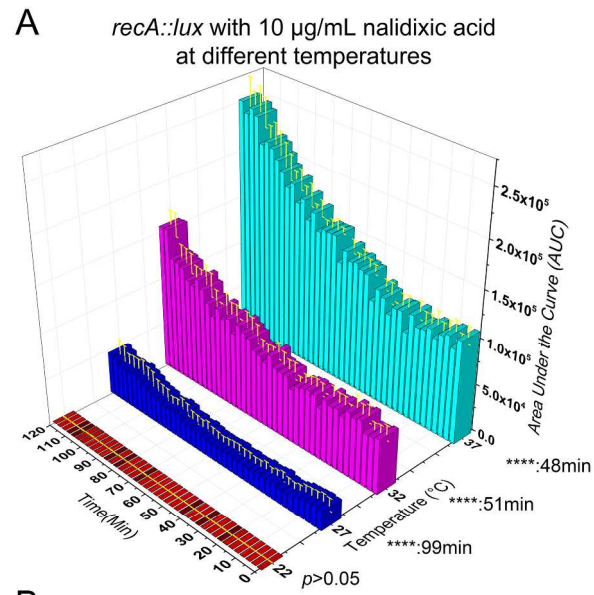 A
recA::lux with 10 µg/mL nalidixic acid
at different temperatures
2.5x10⁵
2.0x10⁵
1.5x10⁵
1.0x10⁵
5.0x10⁴
0.0
Area Under the Curve (AUC)
37
32
27
22
Temperature (°C)
120
110
100
90
80
70
60
50
40
30
20
10
0
Time(Min)
****:48min
****:51min
****:99min
p>0.05